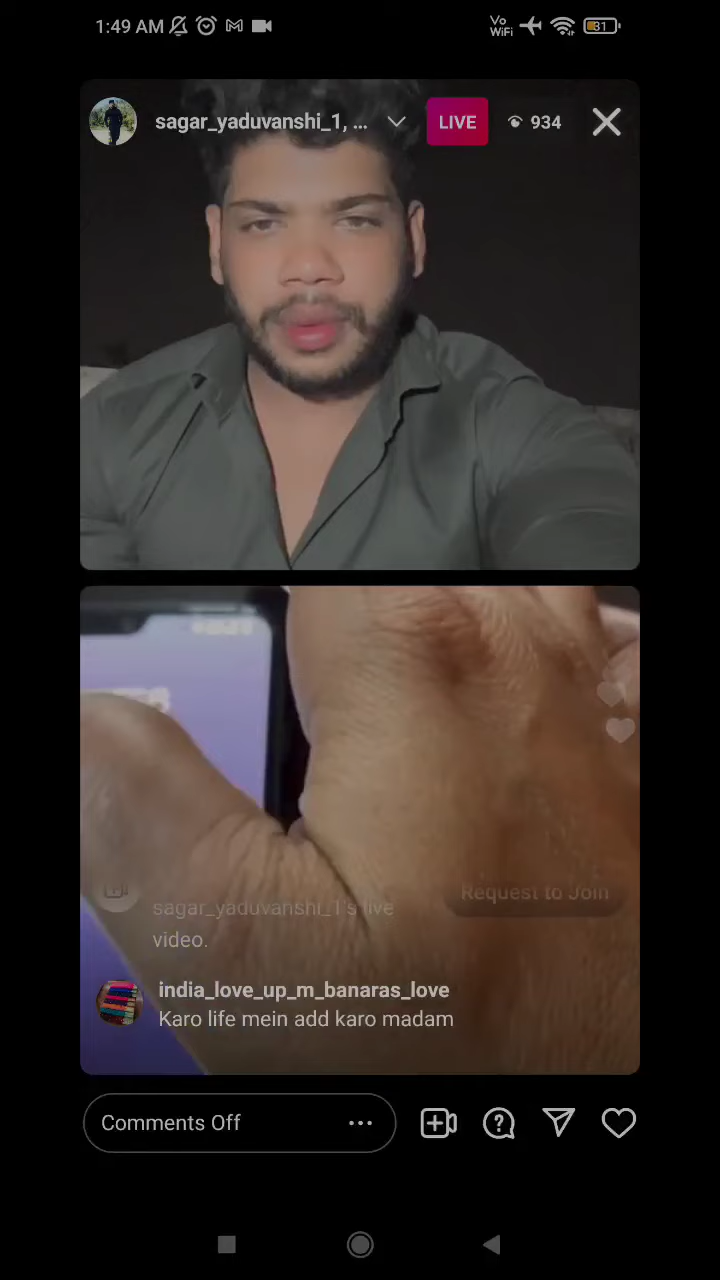 1:49 AM
Vo
WiFi
31
sagar_yaduvanshi_1, ...
LIVE
934
Request to Join
sagar_yaduvanshi_1's live
video.
india_love_up_m_banaras_love
Karo life mein add karo madam
Comments Off